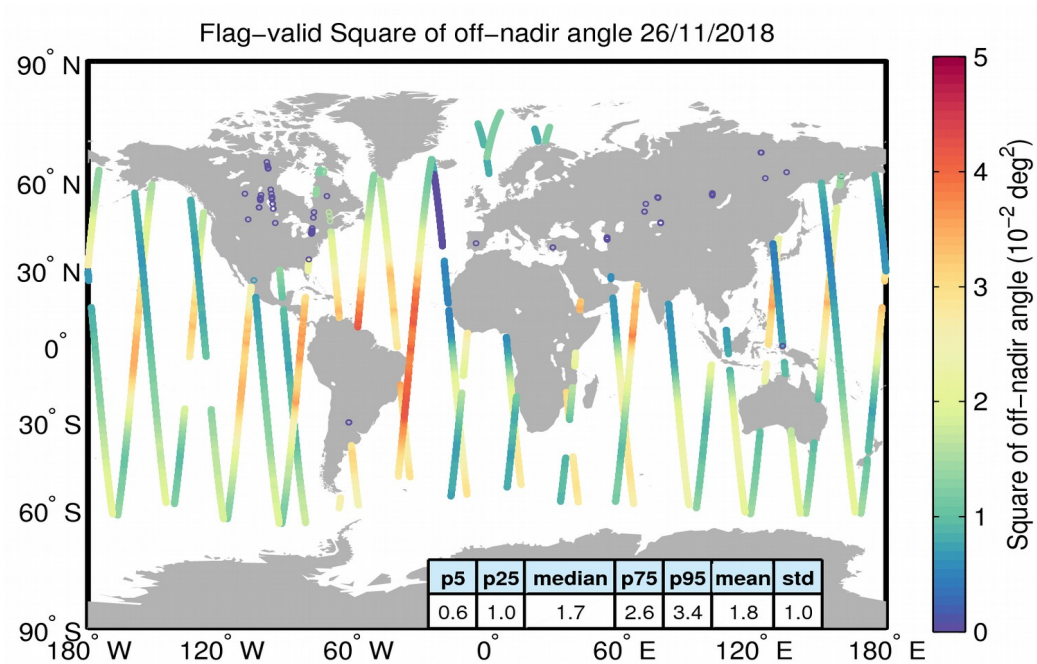 Flag−valid Square of off−nadir angle 26/11/2018
90° N
60° N
30° N
0°
30° S
60° S
90° S
180° W
120° W
60° W
0°
60° E
120° E
180° E
p5 p25 median p75 p95 mean std
0.6 1.0 1.7 2.6 3.4 1.8 1.0
5
4
3
2
1
0
Square of off−nadir angle (10⁻² deg²)